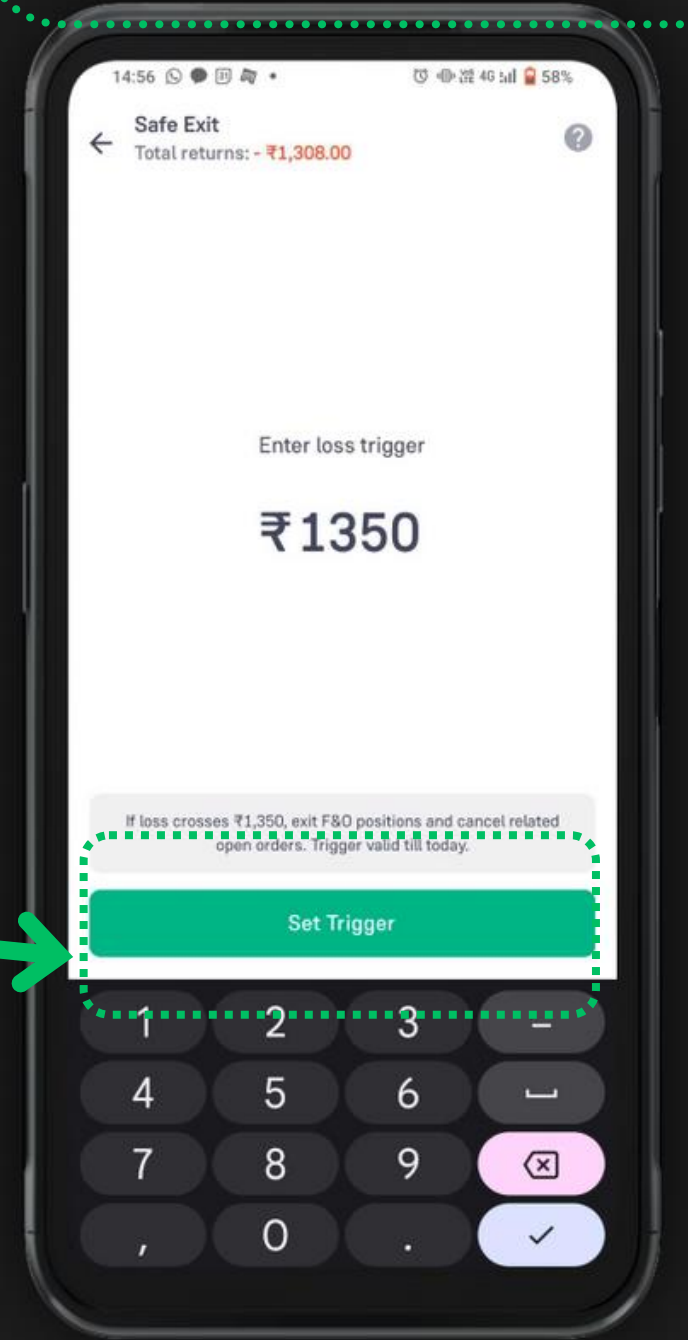 14:56 58%
4G
Safe Exit
Total returns: - ₹1,308.00
?
Enter loss trigger
₹1350
If loss crosses ₹1,350, exit F&O positions and cancel related
open orders. Trigger valid till today.
Set Trigger
1 2 3 –
4 5 6
7 8 9
, 0 .